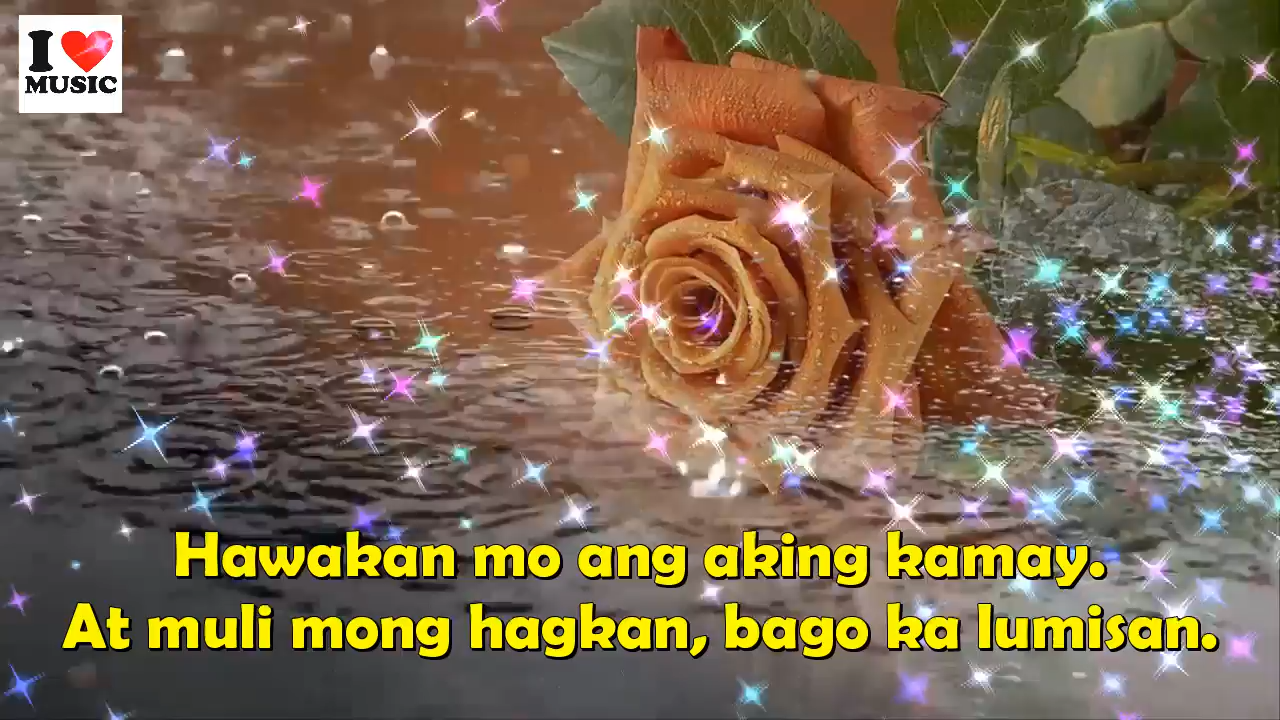 I ❤ MUSIC
Hawakan mo ang aking kamay.
At muli mong hagkan, bago ka lumisan.